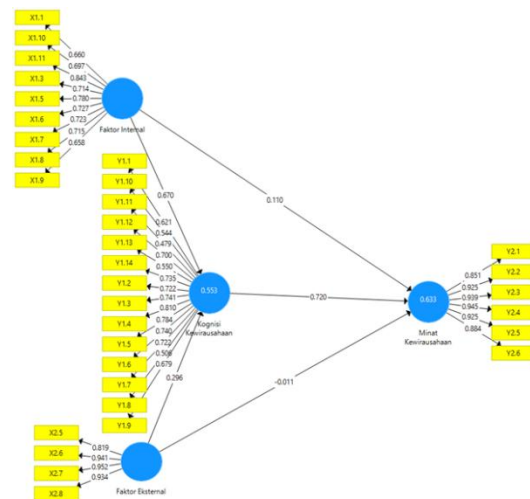 X1.1
X1.10
X1.11
X1.3
X1.5
X1.6
X1.7
X1.8
X1.9
0.660
0.697
0.843
0.714
0.780
0.727
0.723
0.715
0.658
Faktor Internal
0.670
0.110
Y1.1
Y1.10
Y1.11
Y1.12
Y1.13
Y1.14
Y1.2
Y1.3
Y1.4
Y1.5
Y1.6
Y1.7
Y1.8
Y1.9
0.621
0.544
0.479
0.700
0.550
0.735
0.722
0.741
0.810
0.784
0.740
0.722
0.506
0.679
0.553
Kognisi
Kewirausahaan
0.720
0.633
Minat
Kewirausahaan
0.851
0.925
0.939
0.945
0.925
0.884
Y2.1
Y2.2
Y2.3
Y2.4
Y2.5
Y2.6
0.296
-0.011
X2.5
X2.6
X2.7
X2.8
0.819
0.941
0.952
0.934
Faktor Eksternal